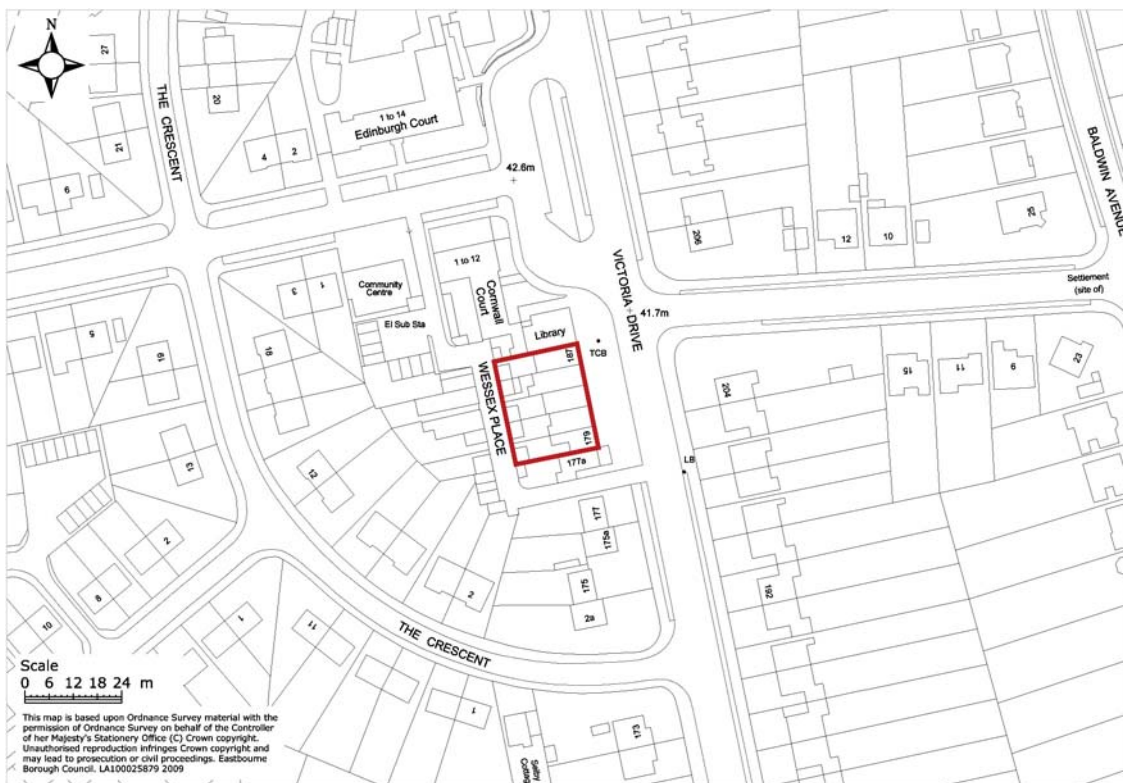 N
27
THE CRESCENT
20
21
9
4
2
1 to 14
Edinburgh Court
42.6m
206
12
10
25
BALDWIN AVENUE
Settlement
(site of)
VICTORIA DRIVE
41.7m
1 to 12
Cornwall
Court
Community
Centre
El Sub Sta
3
1
5
19
18
Library
187
TCB
WESSEX PLACE
179
177a
204
15
11
9
23
LB
13
12
177
175a
175
2a
2
2
8
10
192
THE CRESCENT
1
11
1
173
Selby
Cottage
Scale
0 6 12 18 24 m
This map is based upon Ordnance Survey material with the
permission of Ordnance Survey on behalf of the Controller
of her Majesty's Stationery Office (C) Crown copyright.
Unauthorised reproduction infringes Crown copyright and
may lead to prosecution or civil proceedings. Eastbourne
Borough Council. LA100025879 2009